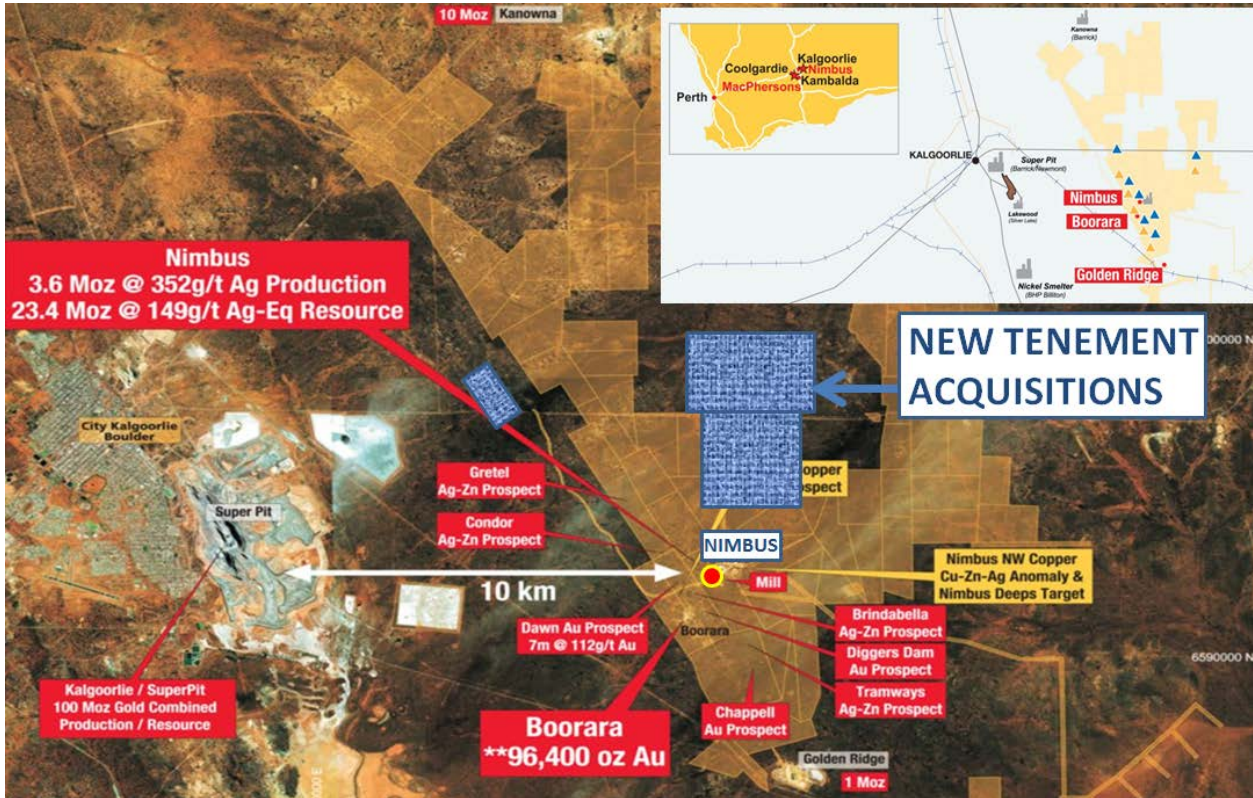 10 Moz Kanowna
Kanowna
(Barrick)
Kalgoorlie
Coolgardie
Nimbus
Kambalda
MacPhersons
Perth
KALGOORLIE
Super Pit
(Barrick/Newmont)
Lakewood
(Silver Lake)
Nimbus
Boorara
Golden Ridge
Nickel Smelter
(BHP Billiton)
Nimbus
3.6 Moz @ 352g/t Ag Production
23.4 Moz @ 149g/t Ag-Eq Resource
NEW TENEMENT
ACQUISITIONS
00000 N
City Kalgoorlie
Boulder
Super Pit
Gretel
Ag-Zn Prospect
Condor
Ag-Zn Prospect
opper
spect
NIMBUS
Mill
10 km
Nimbus NW Copper
Cu-Zn-Ag Anomaly &
Nimbus Deeps Target
Dawn Au Prospect
7m @ 112g/t Au
Boorara
Brindabella
Ag-Zn Prospect
Diggers Dam
Au Prospect
Tramways
Ag-Zn Prospect
6590000 N
Kalgoorlie / SuperPit
100 Moz Gold Combined
Production / Resource
Boorara
**96,400 oz Au
Chappell
Au Prospect
Golden Ridge
1 Moz